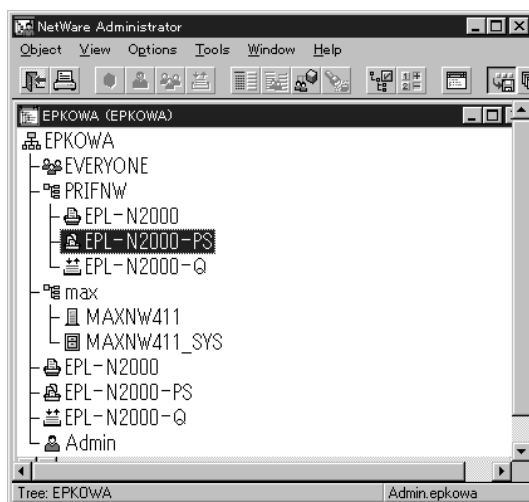 NetWare Administrator
Object View Options Tools Window Help
EPKOWA (EPKOWA)
EPKOWA
EVERYONE
PRIFNW
EPL-N2000
EPL-N2000-PS
EPL-N2000-Q
max
MAXNW411
MAXNW411_SYS
EPL-N2000
EPL-N2000-PS
EPL-N2000-Q
Admin
Tree: EPKOWA Admin.epkowa